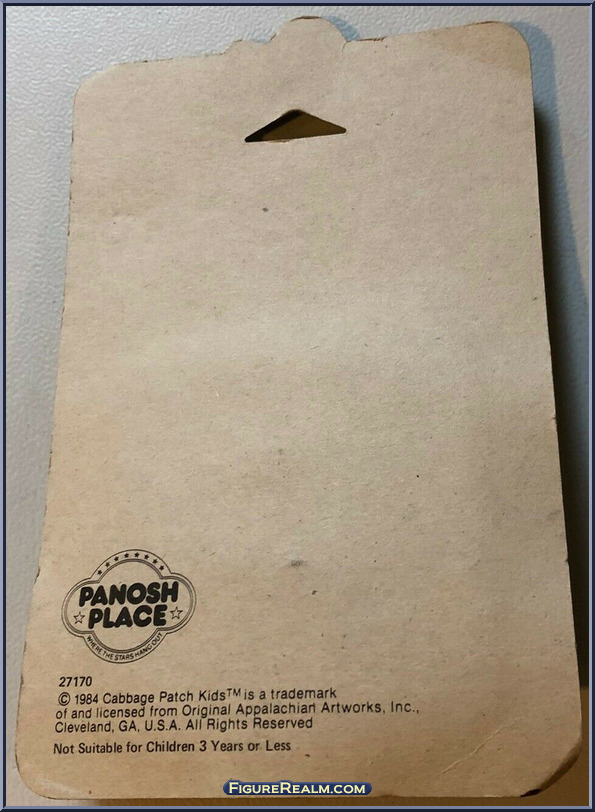 PANOSH
PLACE
WHERE THE STARS HANG OUT
27170
© 1984 Cabbage Patch Kids™ is a trademark
of and licensed from Original Appalachian Artworks, Inc.,
Cleveland, GA, U.S.A. All Rights Reserved
Not Suitable for Children 3 Years or Less
FIGUREREALM.COM